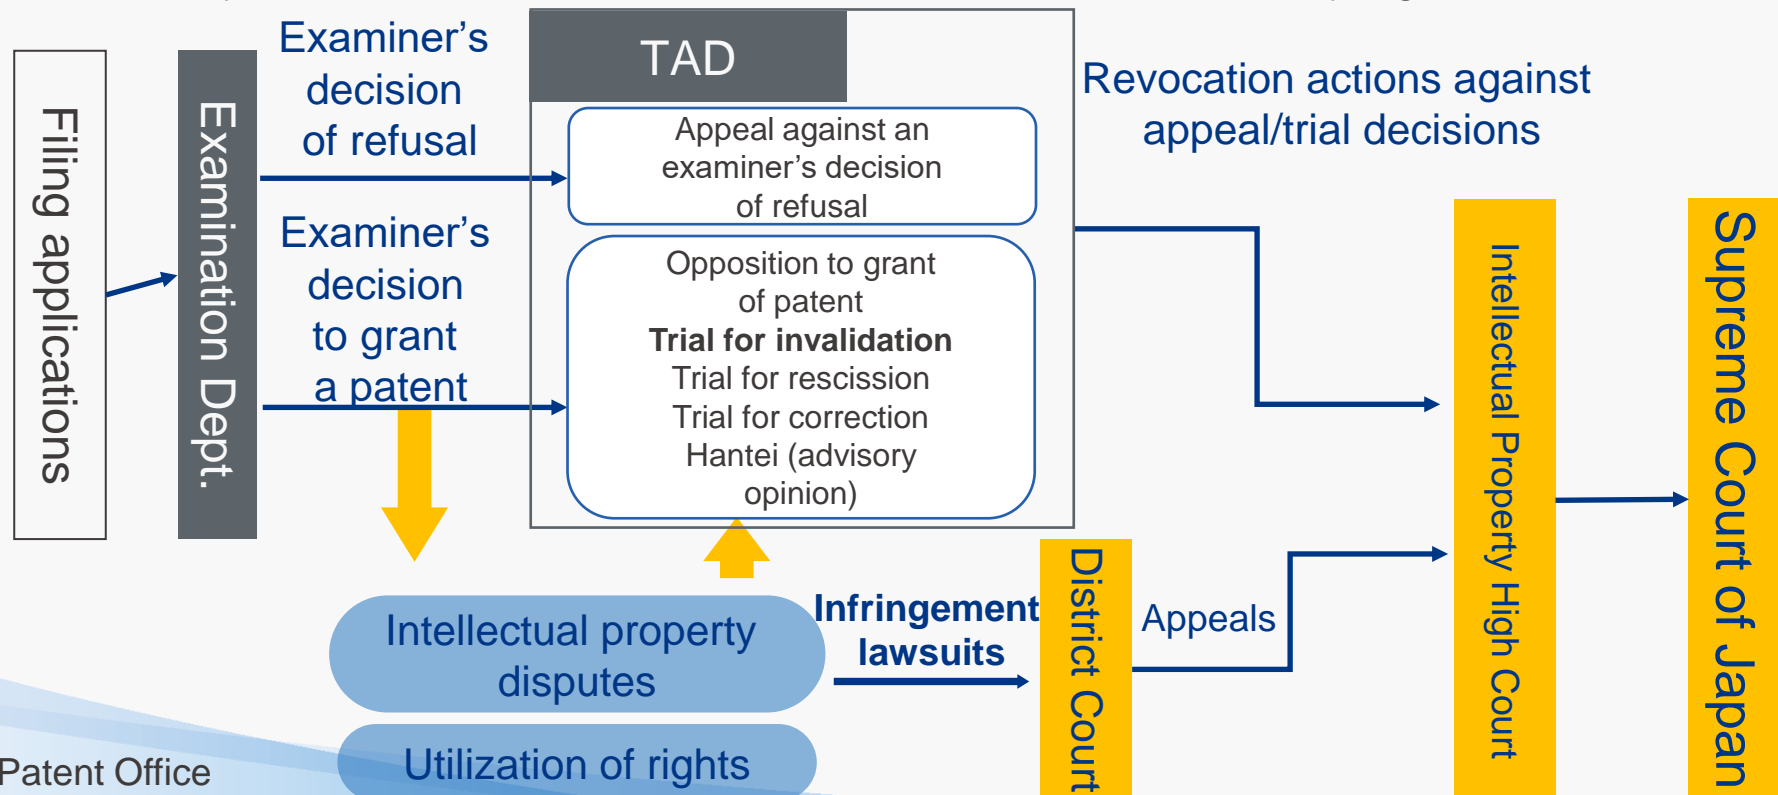 Filing applications
Examination Dept.
Examiner’s
decision
of refusal
Examiner’s
decision
to grant
a patent
TAD
Appeal against an
examiner’s decision
of refusal
Opposition to grant
of patent
Trial for invalidation
Trial for rescission
Trial for correction
Hantei (advisory
opinion)
Revocation actions against
appeal/trial decisions
Intellectual property
disputes
Utilization of rights
Infringement
lawsuits
District Court
Appeals
Intellectual Property High Court
Supreme Court of Japan
Patent Office